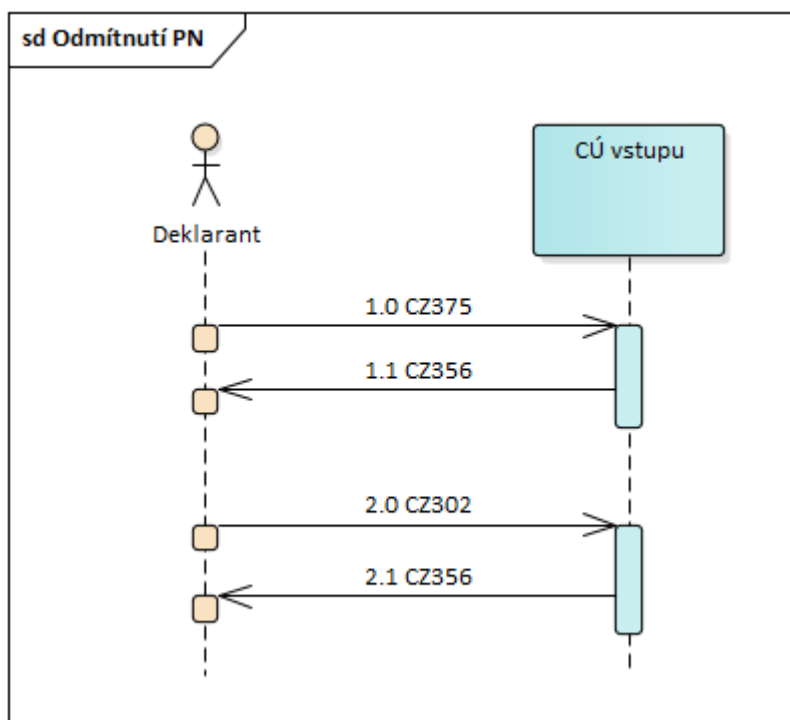 sd Odmítnutí PN
CÚ vstupu
Deklarant
1.0 CZ375
1.1 CZ356
2.0 CZ302
2.1 CZ356